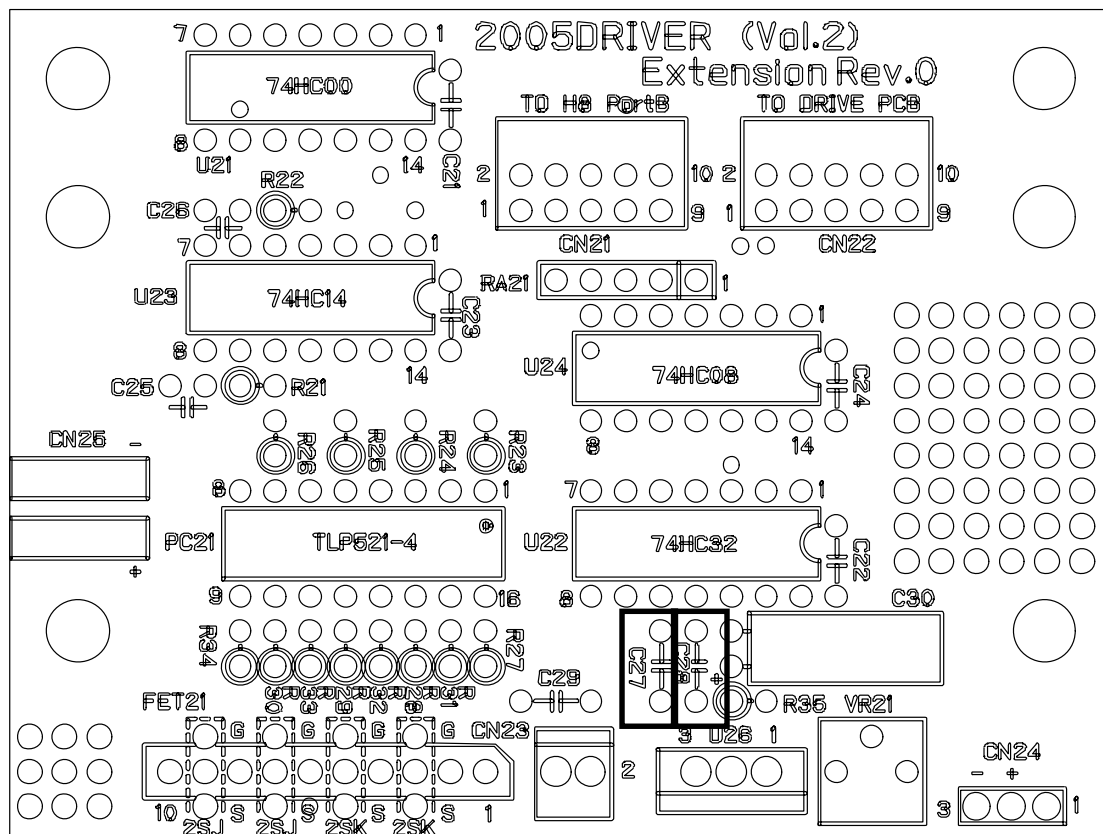 2005DRIVER (Vol.2)
Extension Rev.0
7 1
74HC00
8 U21 14 C21
TO H8 PortB
2 10
1 9
CN21
TO DRIVE PCB
2 10
1 9
CN22
R22
C26
7 1
U23 74HC14 C23
8 14
C25 R21
RA21 1
1
U24 74HC08 C24
8 14
CN25 -
+
R26 R25 R24 R23
8 1
PC21 TLP521-4
9 16
7 1
U22 74HC32 C22
8
C30
R34 R27
C27 C28 +
C29
R35 VR21
FET21
G G G G
CN23
3 U26 1
2
CN24
- +
3 1
10 S S S S 1
2SJ 2SJ 2SK 2SK